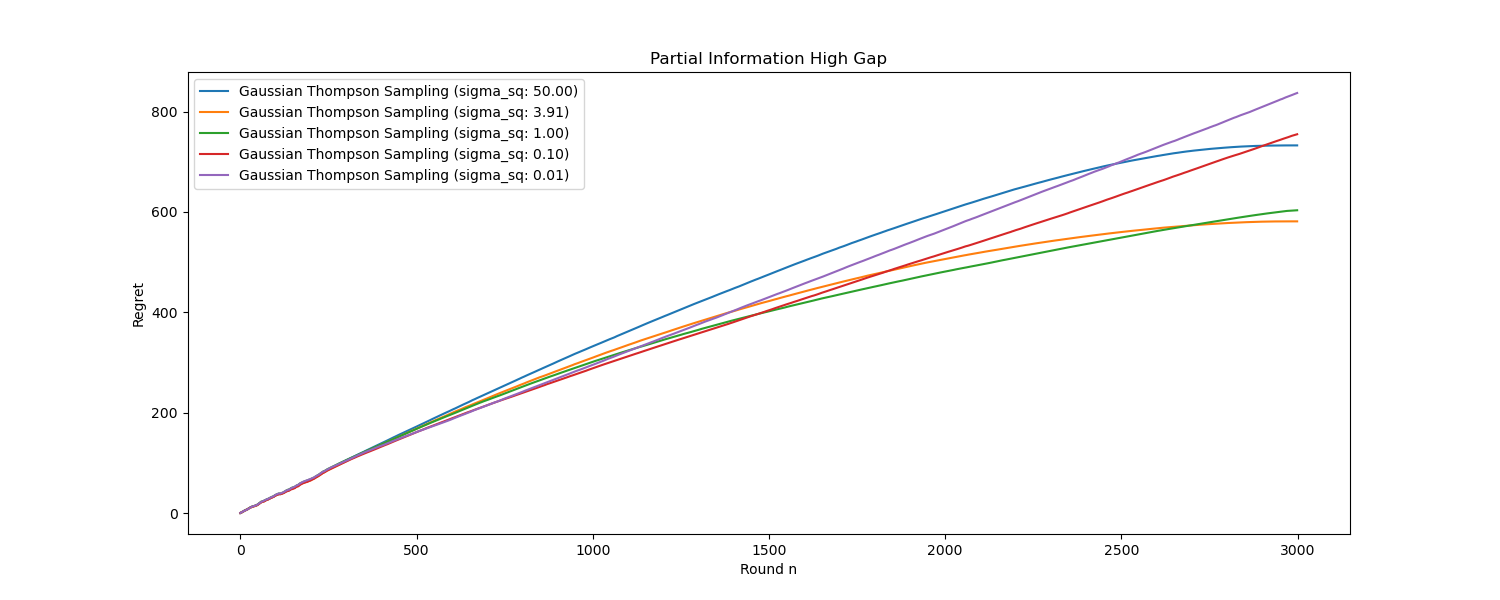 Partial Information High Gap
Gaussian Thompson Sampling (sigma_sq: 50.00)
Gaussian Thompson Sampling (sigma_sq: 3.91)
Gaussian Thompson Sampling (sigma_sq: 1.00)
Gaussian Thompson Sampling (sigma_sq: 0.10)
Gaussian Thompson Sampling (sigma_sq: 0.01)
800
600
400
200
0
Regret
0 500 1000 1500 2000 2500 3000
Round n